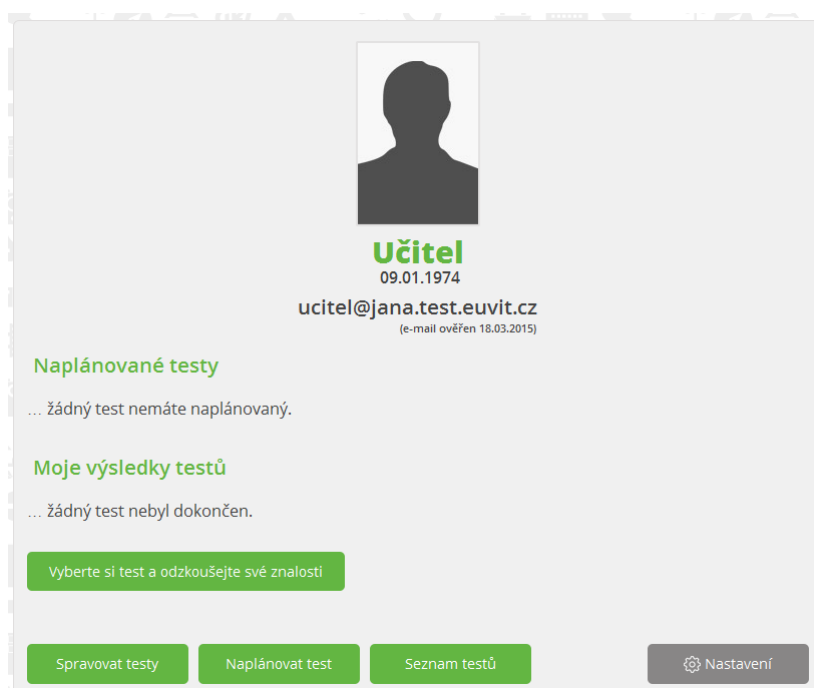 Učitel
09.01.1974
ucitel@jana.test.euvit.cz
(e-mail ověřen 18.03.2015)
Naplánované testy
... žádný test nemáte naplánovaný.
Moje výsledky testů
... žádný test nebyl dokončen.
Vyberte si test a odzkoušejte své znalosti
Spravovat testy
Naplánovat test
Seznam testů
Nastavení